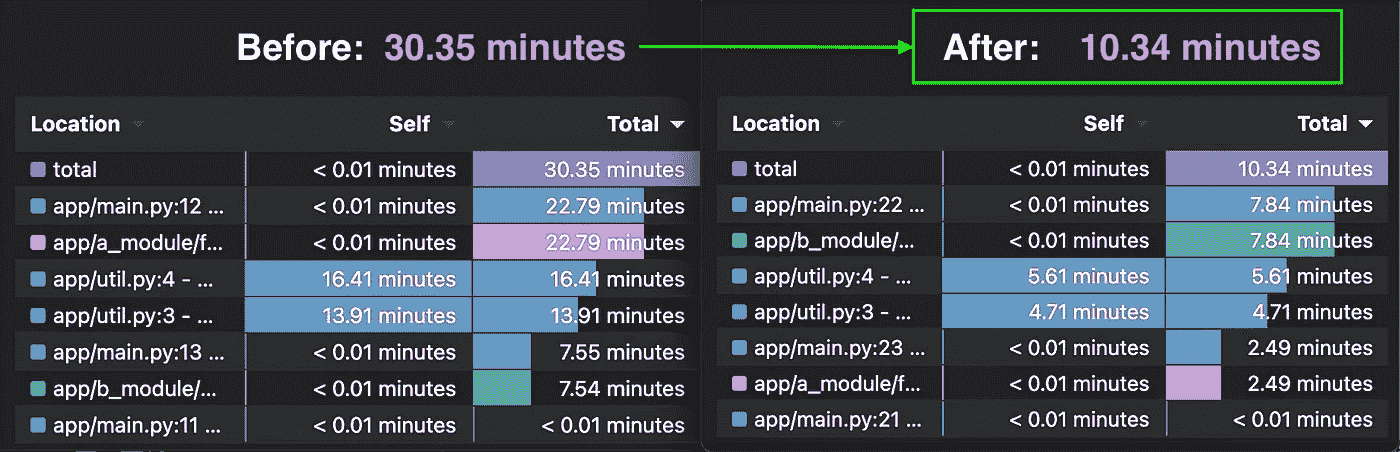 Before: 30.35 minutes
Location Self Total
total < 0.01 minutes 30.35 minutes
app/main.py:12 ... < 0.01 minutes 22.79 minutes
app/a_module/f... < 0.01 minutes 22.79 minutes
app/util.py:4 - ... 16.41 minutes 16.41 minutes
app/util.py:3 - ... 13.91 minutes 13.91 minutes
app/main.py:13 ... < 0.01 minutes 7.55 minutes
app/b_module/... < 0.01 minutes 7.54 minutes
app/main.py:11 ... < 0.01 minutes < 0.01 minutes
After: 10.34 minutes
Location Self Total
total < 0.01 minutes 10.34 minutes
app/main.py:22 ... < 0.01 minutes 7.84 minutes
app/b_module/... < 0.01 minutes 7.84 minutes
app/util.py:4 - ... 5.61 minutes 5.61 minutes
app/util.py:3 - ... 4.71 minutes 4.71 minutes
app/main.py:23 ... < 0.01 minutes 2.49 minutes
app/a_module/f... < 0.01 minutes 2.49 minutes
app/main.py:21 ... < 0.01 minutes < 0.01 minutes